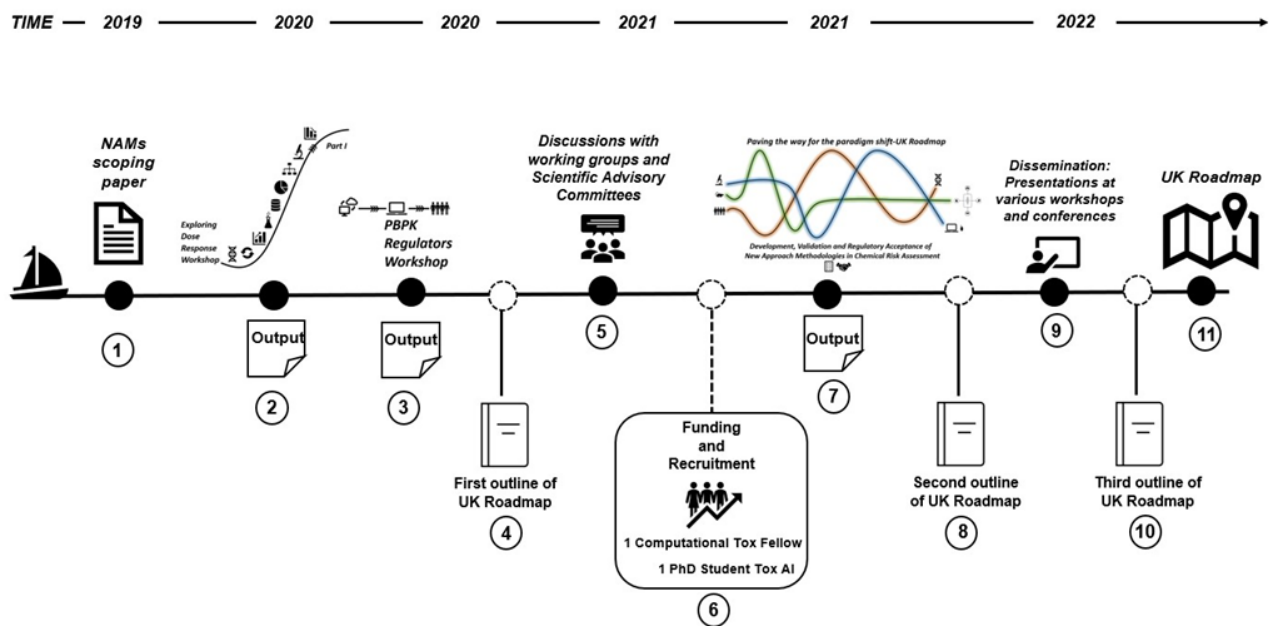 TIME
2019
2020
2020
2021
2021
2022
NAMs
scoping
paper
1
Exploring
Dose
Response
Workshop
Part I
Output
2
PBPK
Regulators
Workshop
Output
3
First outline of
UK Roadmap
4
Discussions with
working groups and
Scientific Advisory
Committees
5
Funding
and
Recruitment
1 Computational Tox Fellow
1 PhD Student Tox AI
6
Paving the way for the paradigm shift-UK Roadmap
Development, Validation and Regulatory Acceptance of
New Approach Methodologies in Chemical Risk Assessment
Output
7
Second outline
of UK Roadmap
8
Dissemination:
Presentations at
various workshops
and conferences
9
Third outline of
UK Roadmap
10
UK Roadmap
11